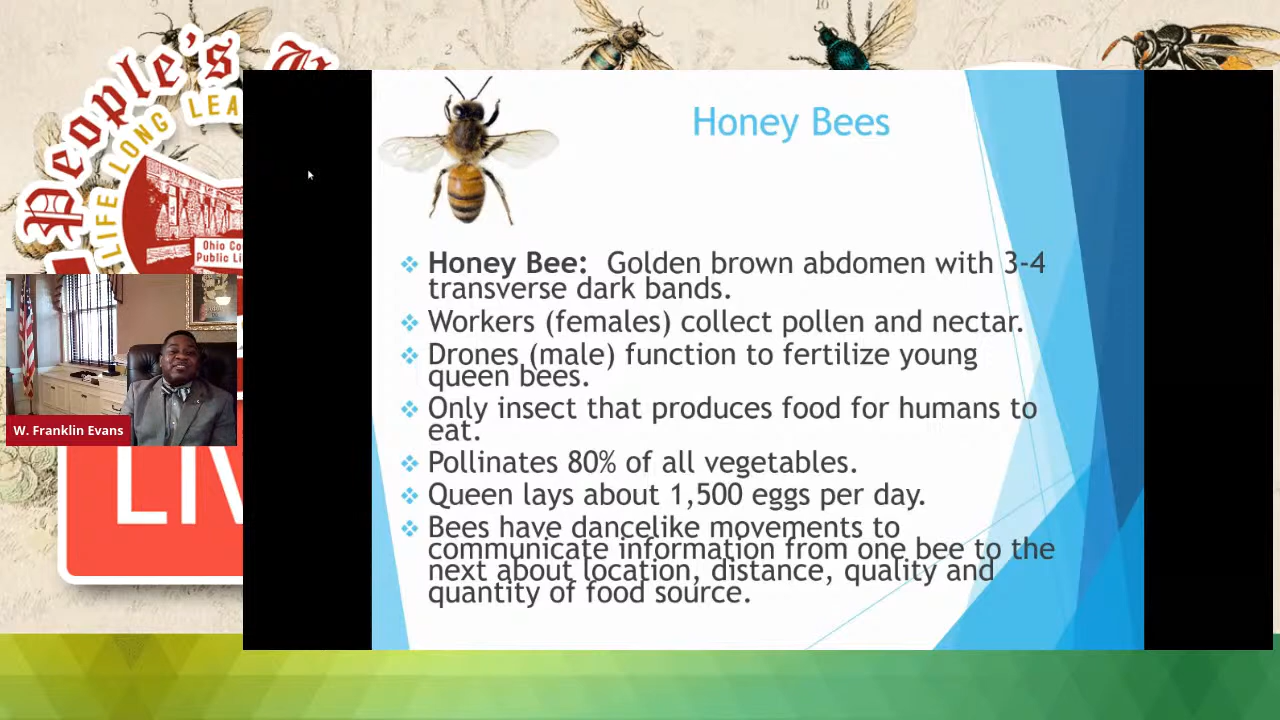 10
2
People's U
LIFE LONG LEA
Ohio Co
Public Li
LIV
W. Franklin Evans
Honey Bees
Honey Bee: Golden brown abdomen with 3-4
transverse dark bands.
Workers (females) collect pollen and nectar.
Drones (male) function to fertilize young
queen bees.
Only insect that produces food for humans to
eat.
Pollinates 80% of all vegetables.
Queen lays about 1,500 eggs per day.
Bees have dancelike movements to
communicate information from one bee to the
next about location, distance, quality and
quantity of food source.